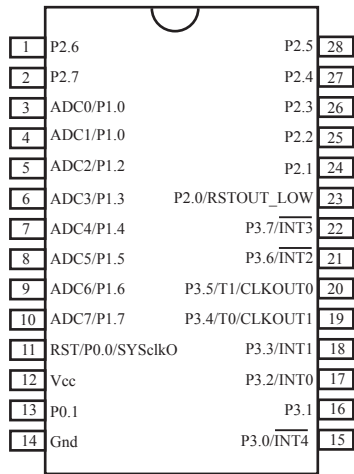 1 P2.6 P2.5 28
2 P2.7 P2.4 27
3 ADC0/P1.0 P2.3 26
4 ADC1/P1.0 P2.2 25
5 ADC2/P1.2 P2.1 24
6 ADC3/P1.3 P2.0/RSTOUT_LOW 23
7 ADC4/P1.4 P3.7/INT3 22
8 ADC5/P1.5 P3.6/INT2 21
9 ADC6/P1.6 P3.5/T1/CLKOUT0 20
10 ADC7/P1.7 P3.4/T0/CLKOUT1 19
11 RST/P0.0/SYSclkO P3.3/INT1 18
12 Vcc P3.2/INT0 17
13 P0.1 P3.1 16
14 Gnd P3.0/INT4 15